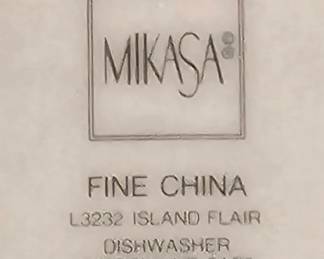 MIKASA
FINE CHINA
L3232 ISLAND FLAIR
DISHWASHER